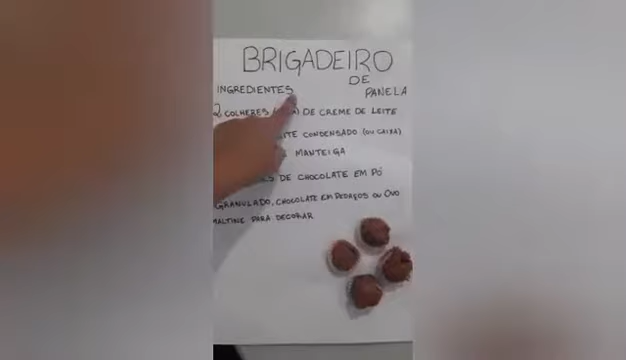 BRIGADEIRO
DE
PANELA
INGREDIENTES
2 COLHERES DE CREME DE LEITE
CONDENSADO (OU CAIXA)
MANTEIGA
DE CHOCOLATE EM PÓ
GRANULADO, CHOCOLATE EM PEDAÇOS OU OVO
MALTINE PARA DECORAR